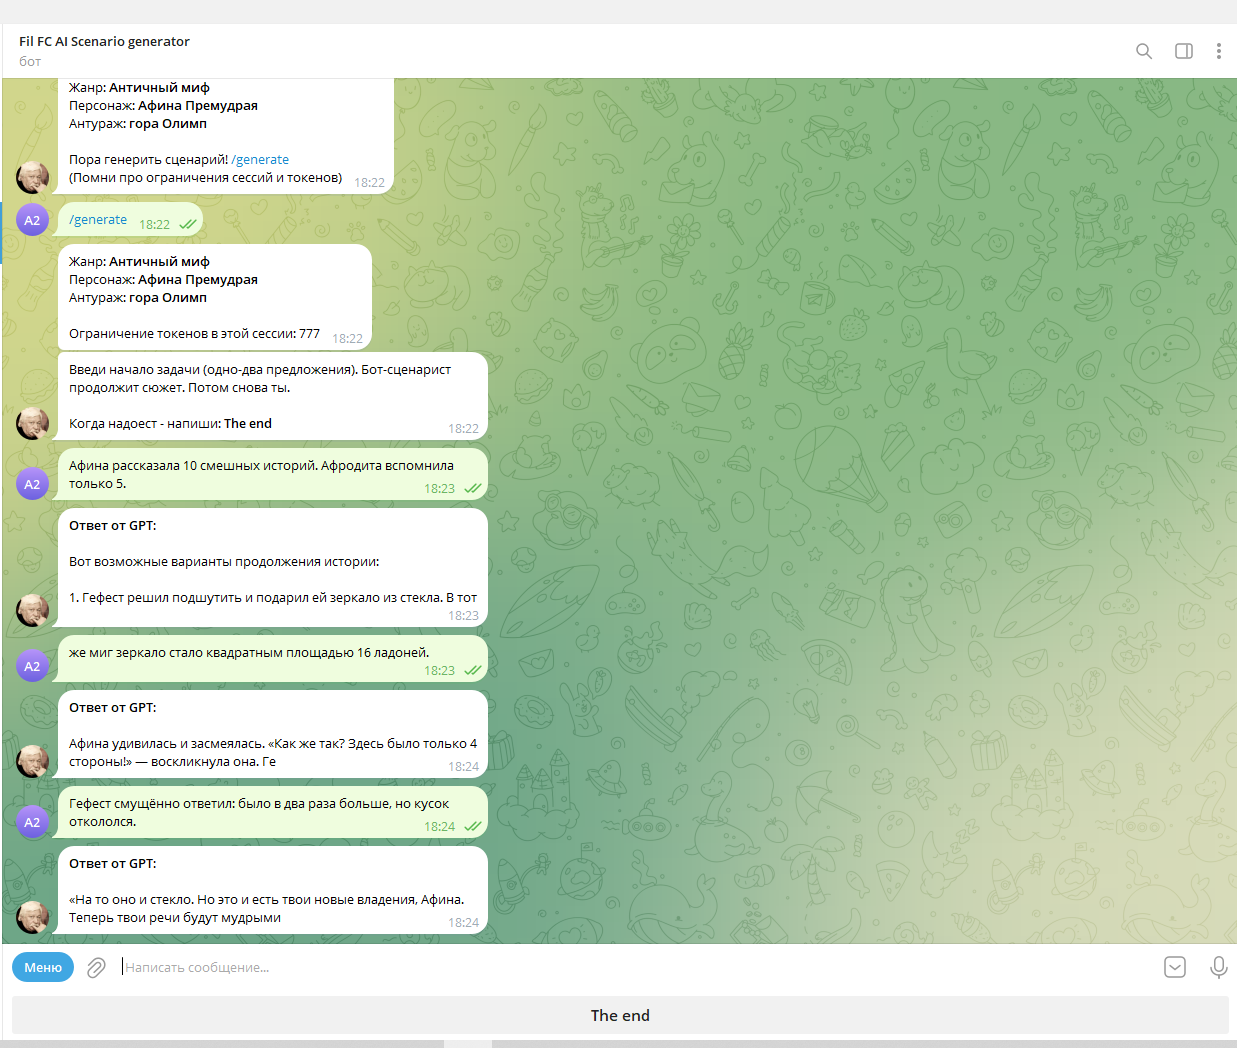 Fil FC AI Scenario generator
бот
Жанр: Античный миф
Персонаж: Афина Премудрая
Антураж: гора Олимп
Пора генерить сценарий! /generate
(Помни про ограничения сессий и токенов)
18:22
A2
/generate
18:22
Жанр: Античный миф
Персонаж: Афина Премудрая
Антураж: гора Олимп
Ограничение токенов в этой сессии: 777
18:22
Введи начало задачи (одно-два предложения). Бот-сценарист
продолжит сюжет. Потом снова ты.
Когда надоест - напиши: The end
18:22
A2
Афина рассказала 10 смешных историй. Афродита вспомнила
только 5.
18:23
Ответ от GPT:
Вот возможные варианты продолжения истории:
1. Гефест решил подшутить и подарил ей зеркало из стекла. В тот
18:23
A2
же миг зеркало стало квадратным площадью 16 ладоней.
18:23
Ответ от GPT:
Афина удивилась и засмеялась. «Как же так? Здесь было только 4
стороны!» — воскликнула она. Ге
18:24
A2
Гефест смущённо ответил: было в два раза больше, но кусок
откололся.
18:24
Ответ от GPT:
«На то оно и стекло. Но это и есть твои новые владения, Афина.
Теперь твои речи будут мудрыми
18:24
Меню
Написать сообщение...
The end